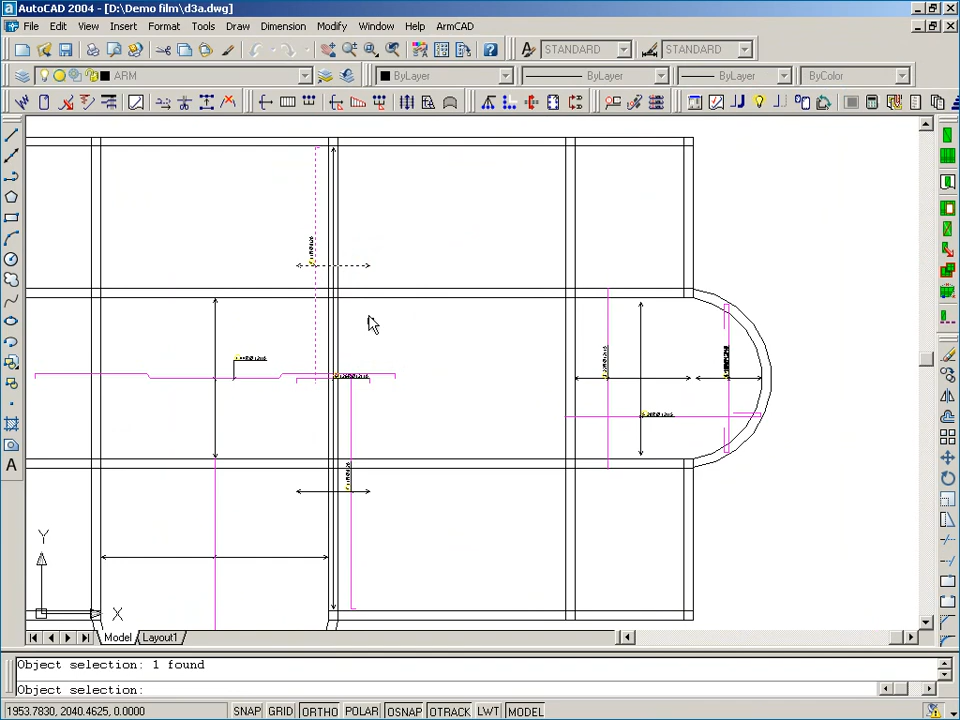 AutoCAD 2004 - [D:\Demo film\d3a.dwg]
File Edit View Insert Format Tools Draw Dimension Modify Window Help ArmCAD
STANDARD STANDARD
ARM ByLayer ByLayer ByLayer ByColor
A
Y
X
Model Layout1
Object selection: 1 found
Object selection:
1953.7830, 2040.4625, 0.0000 SNAP GRID ORTHO POLAR OSNAP OTRACK LWT MODEL